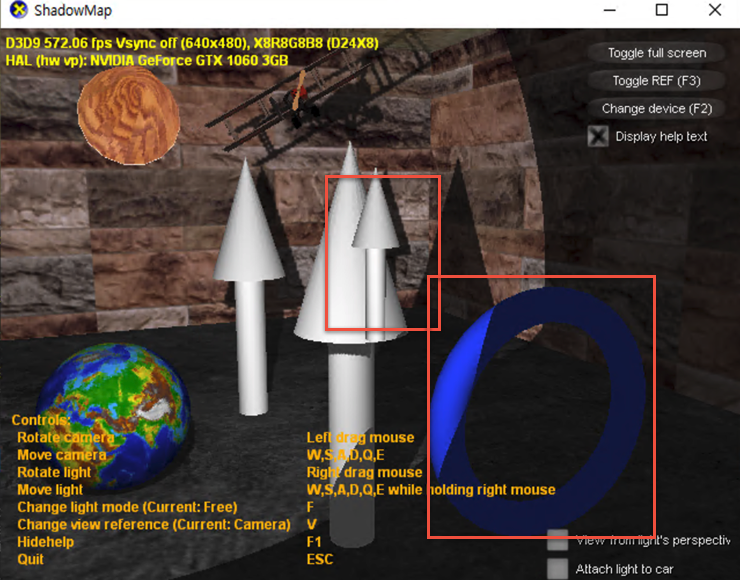 ShadowMap
D3D9 572.06 fps Vsync off (640x480), X8R8G8B8 (D24X8)
HAL (hw vp): NVIDIA GeForce GTX 1060 3GB
Toggle full screen
Toggle REF (F3)
Change device (F2)
Display help text
Controls:
Rotate camera Left drag mouse
Move camera W,S,A,D,Q,E
Rotate light Right drag mouse
Move light W,S,A,D,Q,E while holding right mouse
Change light mode (Current: Free) F
Change view reference (Current: Camera) V
Hidehelp F1
Quit ESC
View from light's perspectiv
Attach light to car